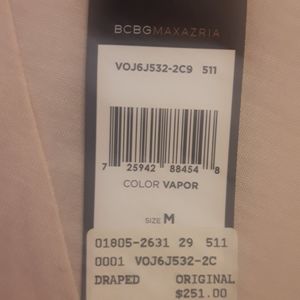 BCBGMAXAZRIA
VOJ6J532-2C9 511
7 25942 88454 8
COLOR VAPOR
SIZE M
01805-2631 29 511
0001 VOJ6J532-2C
DRAPED ORIGINAL
$251.00